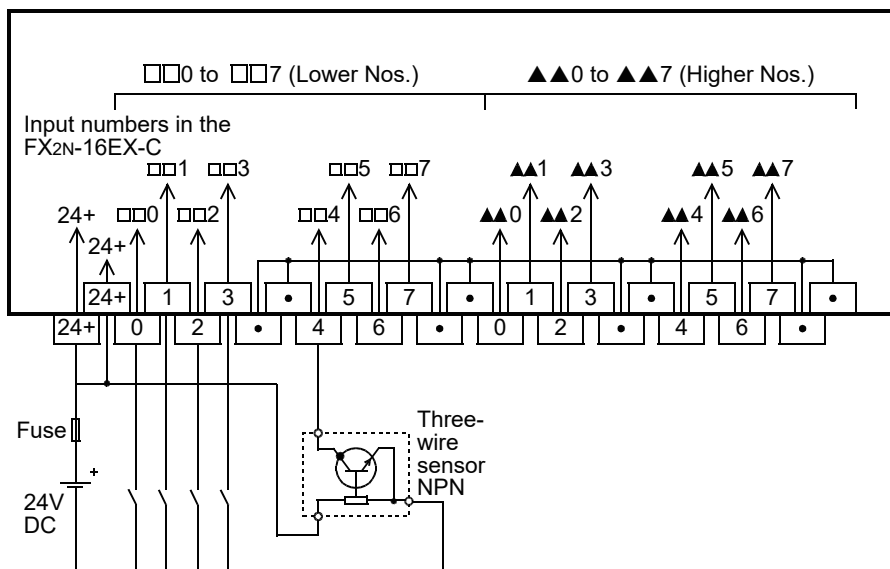 □□0 to □□7 (Lower Nos.) ▲▲0 to ▲▲7 (Higher Nos.)
Input numbers in the
FX2N-16EX-C
□□1 □□3 □□5 □□7 ▲▲1 ▲▲3 ▲▲5 ▲▲7
24+ □□0 □□2 □□4 □□6 ▲▲0 ▲▲2 ▲▲4 ▲▲6
24+
24+ 1 3 • 5 7 • 1 3 • 5 7 •
24+ 0 2 • 4 6 • 0 2 • 4 6 •
Fuse
Three-
wire
sensor
NPN
+
24V
DC